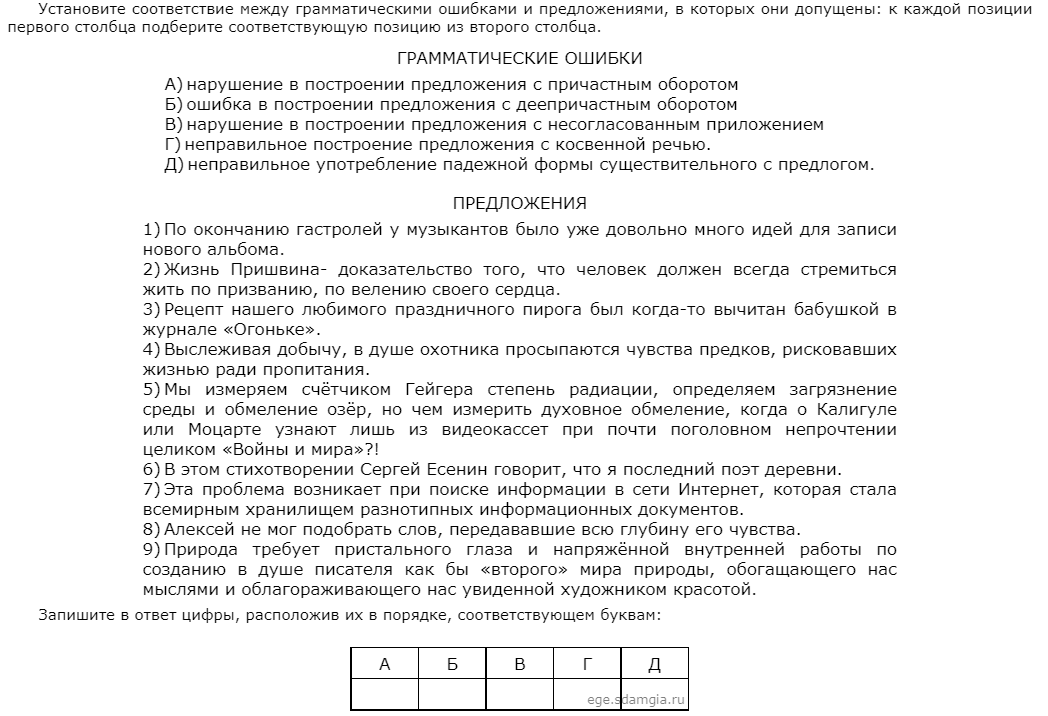 Установите соответствие между грамматическими ошибками и предложениями, в которых они допущены: к каждой позиции
первого столбца подберите соответствующую позицию из второго столбца.
ГРАММАТИЧЕСКИЕ ОШИБКИ
А) нарушение в построении предложения с причастным оборотом
Б) ошибка в построении предложения с деепричастным оборотом
В) нарушение в построении предложения с несогласованным приложением
Г) неправильное построение предложения с косвенной речью.
Д) неправильное употребление падежной формы существительного с предлогом.
ПРЕДЛОЖЕНИЯ
1) По окончанию гастролей у музыкантов было уже довольно много идей для записи
нового альбома.
2) Жизнь Пришвина- доказательство того, что человек должен всегда стремиться
жить по призванию, по велению своего сердца.
3) Рецепт нашего любимого праздничного пирога был когда-то вычитан бабушкой в
журнале «Огоньке».
4) Выслеживая добычу, в душе охотника просыпаются чувства предков, рисковавших
жизнью ради пропитания.
5) Мы измеряем счётчиком Гейгера степень радиации, определяем загрязнение
среды и обмеление озёр, но чем измерить духовное обмеление, когда о Калигуле
или Моцарте узнают лишь из видеокассет при почти поголовном непрочтении
целиком «Войны и мира»?!
6) В этом стихотворении Сергей Есенин говорит, что я последний поэт деревни.
7) Эта проблема возникает при поиске информации в сети Интернет, которая стала
всемирным хранилищем разнотипных информационных документов.
8) Алексей не мог подобрать слов, передававшие всю глубину его чувства.
9) Природа требует пристального глаза и напряжённой внутренней работы по
созданию в душе писателя как бы «второго» мира природы, обогащающего нас
мыслями и облагораживающего нас увиденной художником красотой.
Запишите в ответ цифры, расположив их в порядке, соответствующем буквам:
А Б В Г Д
ege.sdamgia.ru